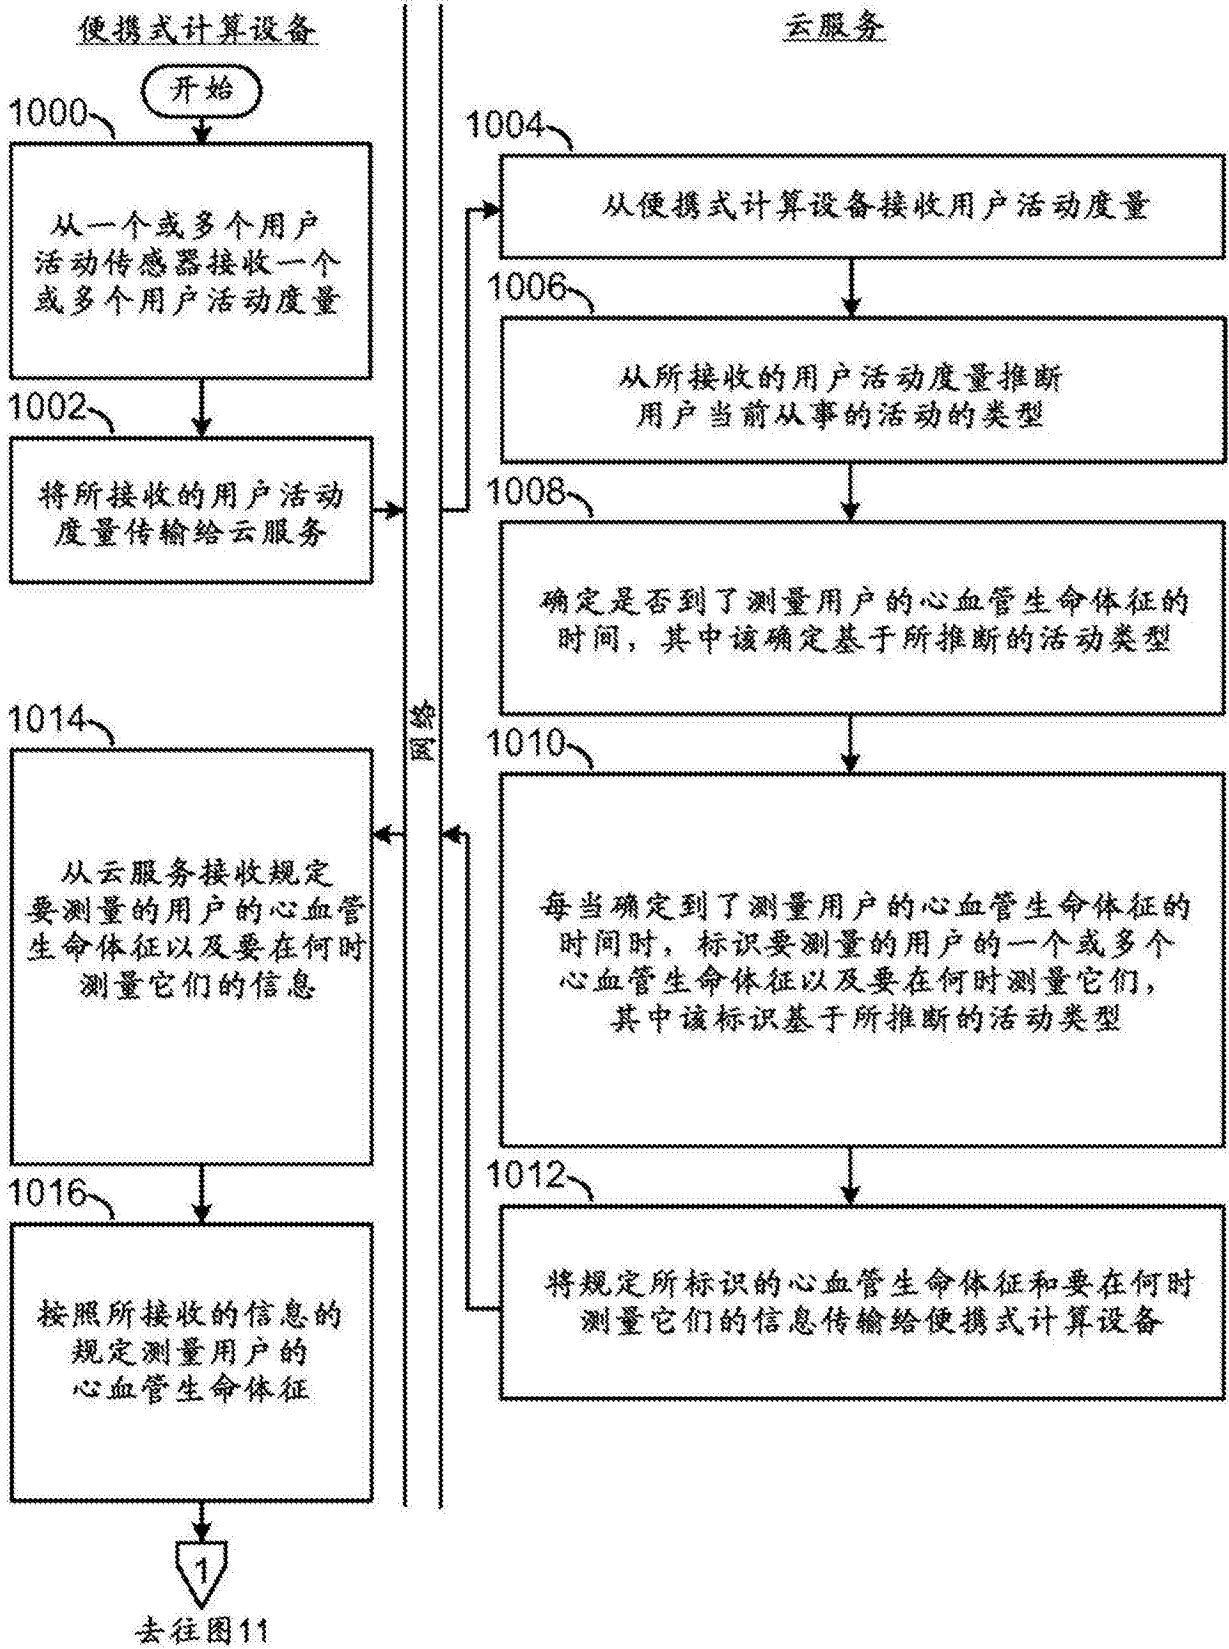 便携式计算设备
开始
1000
从一个或多个用户
活动传感器接收一个
或多个用户活动度量
1002
将所接收的用户活动
度量传输给云服务
1014
从云服务接收规定
要测量的用户的心血管
生命体征以及要在何时
测量它们的信息
1016
按照所接收的信息的
规定测量用户的
心血管生命体征
1
去往图11
网络
云服务
1004
从便携式计算设备接收用户活动度量
1006
从所接收的用户活动度量推断
用户当前从事的活动的类型
1008
确定是否到了测量用户的心血管生命体征的
时间，其中该确定基于所推断的活动类型
1010
每当确定到了测量用户的心血管生命体征的
时间时，标识要测量的用户的一个或多个
心血管生命体征以及要在何时测量它们，
其中该标识基于所推断的活动类型
1012
将规定所标识的心血管生命体征和要在何时
测量它们的信息传输给便携式计算设备